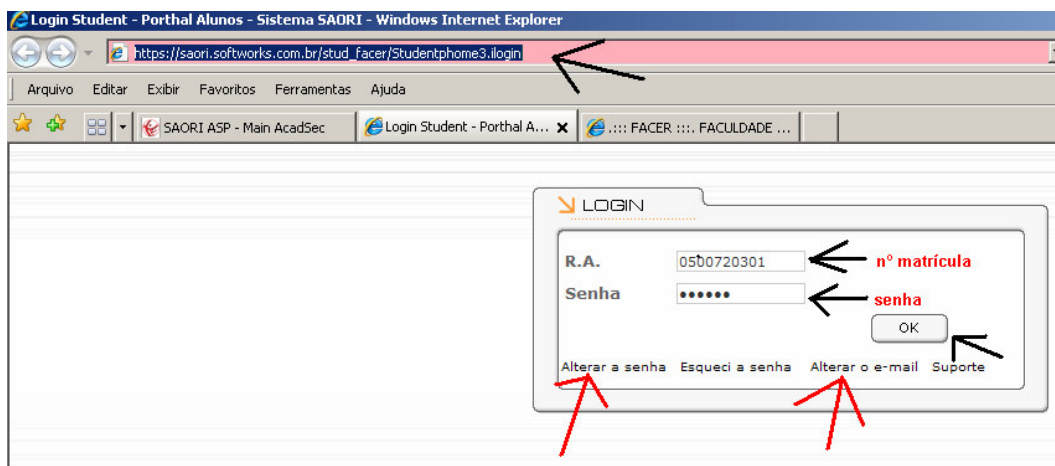 Login Student - Porthal Alunos - Sistema SAORI - Windows Internet Explorer
https://saori.softworks.com.br/stud_facer/Studentphome3.ilogin
Arquivo Editar Exibir Favoritos Ferramentas Ajuda
SAORI ASP - Main AcadSec Login Student - Porthal A... .:::: FACER :::. FACULDADE ...
LOGIN
R.A. 0500720301 nº matrícula
Senha •••••• senha
OK
Alterar a senha Esqueci a senha Alterar o e-mail Suporte